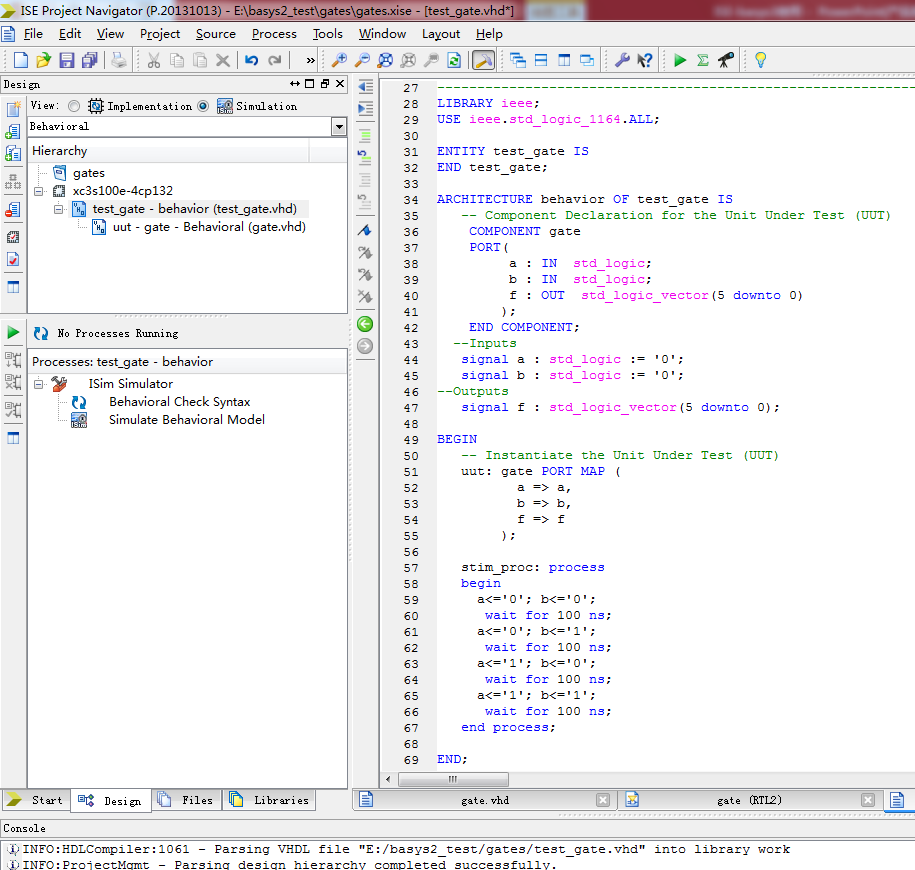 ISE Project Navigator (P.20131013) - E:\basys2_test\gates\gates.xise - [test_gate.vhd*]
File Edit View Project Source Process Tools Window Layout Help
»
Design
View: Implementation Simulation
Behavioral
Hierarchy
gates
xc3s100e-4cp132
test_gate - behavior (test_gate.vhd)
uut - gate - Behavioral (gate.vhd)
No Processes Running
Processes: test_gate - behavior
ISim Simulator
Behavioral Check Syntax
Simulate Behavioral Model
Start Design Files Libraries
27 --------------------------------------------------------------------------------
28 LIBRARY ieee;
29 USE ieee.std_logic_1164.ALL;
30
31 ENTITY test_gate IS
32 END test_gate;
33
34 ARCHITECTURE behavior OF test_gate IS
35 -- Component Declaration for the Unit Under Test (UUT)
36 COMPONENT gate
37 PORT(
38 a : IN std_logic;
39 b : IN std_logic;
40 f : OUT std_logic_vector(5 downto 0)
41 );
42 END COMPONENT;
43 --Inputs
44 signal a : std_logic := '0';
45 signal b : std_logic := '0';
46 --Outputs
47 signal f : std_logic_vector(5 downto 0);
48
49 BEGIN
50 -- Instantiate the Unit Under Test (UUT)
51 uut: gate PORT MAP (
52 a => a,
53 b => b,
54 f => f
55 );
56
57 stim_proc: process
58 begin
59 a<='0'; b<='0';
60 wait for 100 ns;
61 a<='0'; b<='1';
62 wait for 100 ns;
63 a<='1'; b<='0';
64 wait for 100 ns;
65 a<='1'; b<='1';
66 wait for 100 ns;
67 end process;
68
69 END;
gate.vhd gate (RTL2)
Console
INFO:HDLCompiler:1061 - Parsing VHDL file "E:/basys2_test/gates/test_gate.vhd" into library work
INFO:ProjectMgmt - Parsing design hierarchy completed successfully.